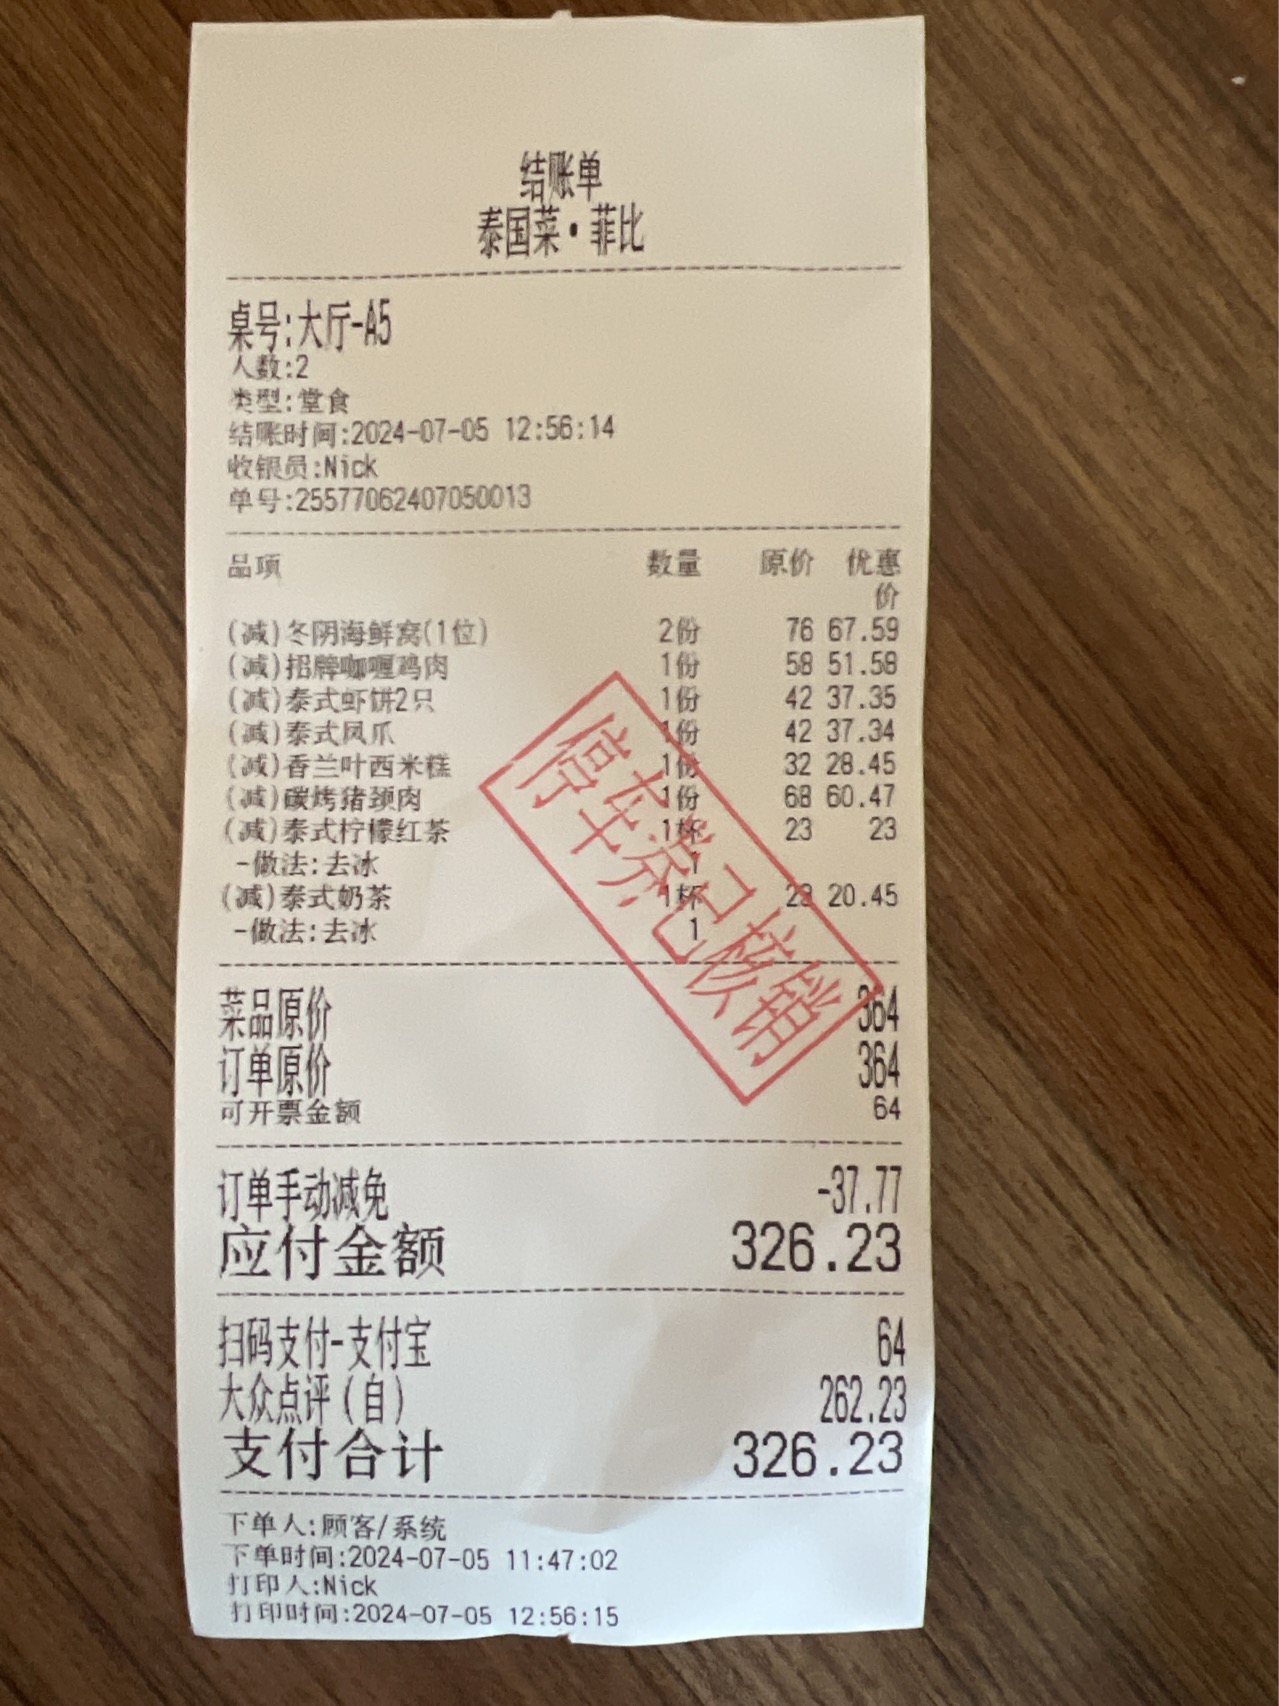 结账单
泰国菜·菲比
桌号:大厅-A5
人数:2
类型:堂食
结账时间:2024-07-05 12:56:14
收银员:Nick
单号:25577062407050013
品项 数量 原价 优惠价
(减)冬阴海鲜窝(1位) 2份 76 67.59
(减)招牌咖喱鸡肉 1份 58 51.58
(减)泰式虾饼2只 1份 42 37.35
(减)泰式凤爪 1份 42 37.34
(减)香兰叶西米糕 1份 32 28.45
(减)碳烤猪颈肉 1份 68 60.47
(减)泰式柠檬红茶 1杯 23 23
-做法:去冰 1
(减)泰式奶茶 1杯 23 20.45
-做法:去冰 1
停车券已核销
菜品原价 364
订单原价 364
可开票金额 64
订单手动减免 -37.77
应付金额 326.23
扫码支付-支付宝 64
大众点评(自) 262.23
支付合计 326.23
下单人:顾客/系统
下单时间:2024-07-05 11:47:02
打印人:Nick
打印时间:2024-07-05 12:56:15